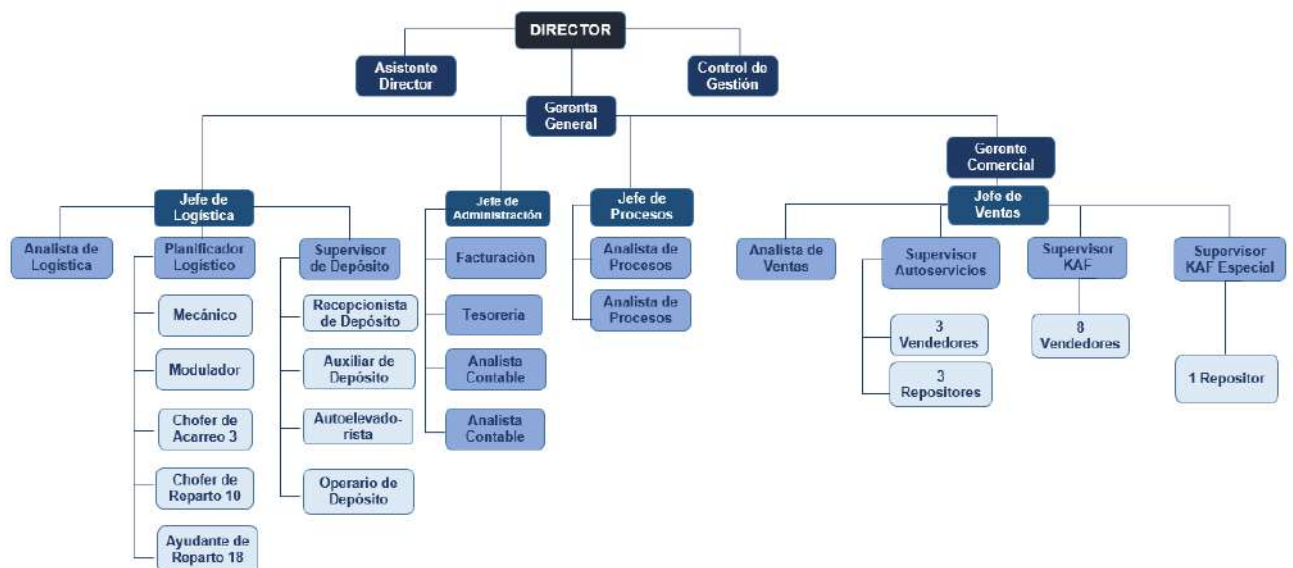 DIRECTOR
Asistente
Director
Control de
Gestión
Gerenta
General
Gerente
Comercial
Jefe de
Logística
Jefe de
Administración
Jefe de
Procesos
Jefe de
Ventas
Analista de
Logística
Planificador
Logístico
Supervisor
de Depósito
Facturación
Analista de
Procesos
Analista de
Ventas
Supervisor
Autoservicios
Supervisor
KAF
Supervisor
KAF Especial
Mecánico
Recepcionista
de Depósito
Tesorería
Analista de
Procesos
3
Vendedores
8
Vendedores
Modulador
Auxiliar de
Depósito
Analista
Contable
3
Repositores
1 Repositor
Chofer de
Acarreo 3
Autoelevado-
rista
Analista
Contable
Chofer de
Reparto 10
Operario de
Depósito
Ayudante de
Reparto 18